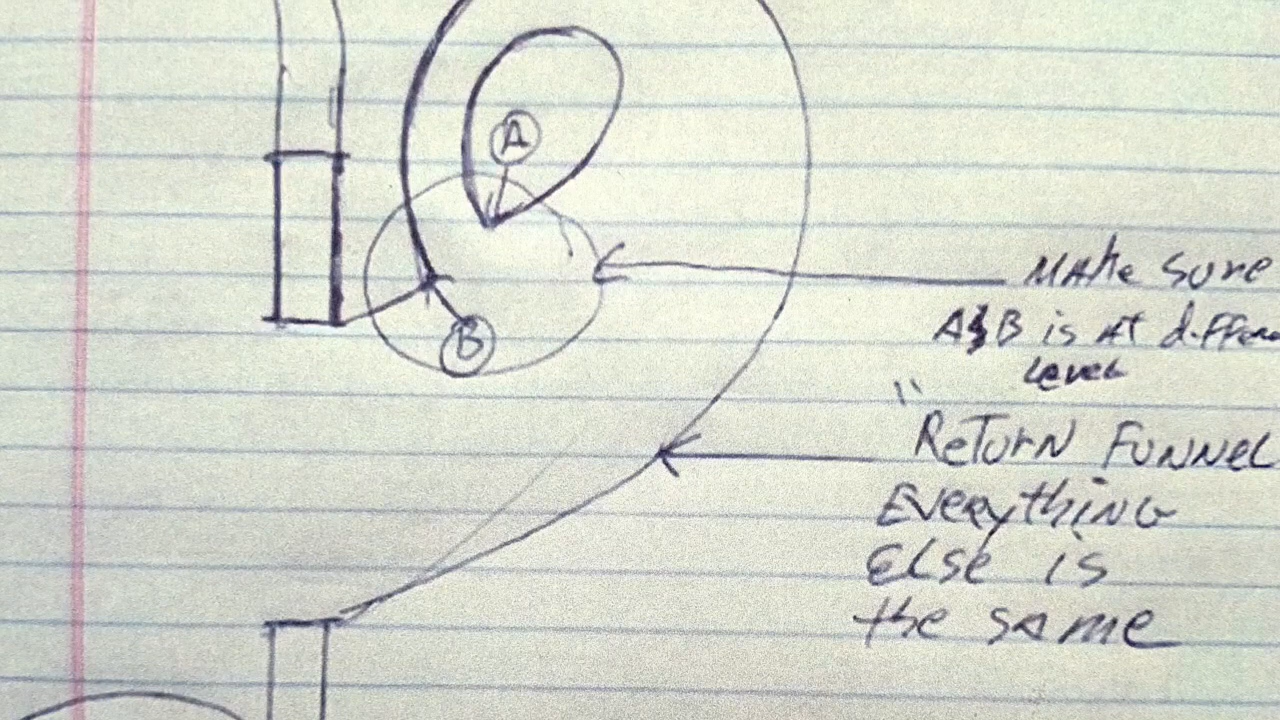 A
B
Make Sure
A&B is at
Level
"Return Funnel
Everything
Else is
the same